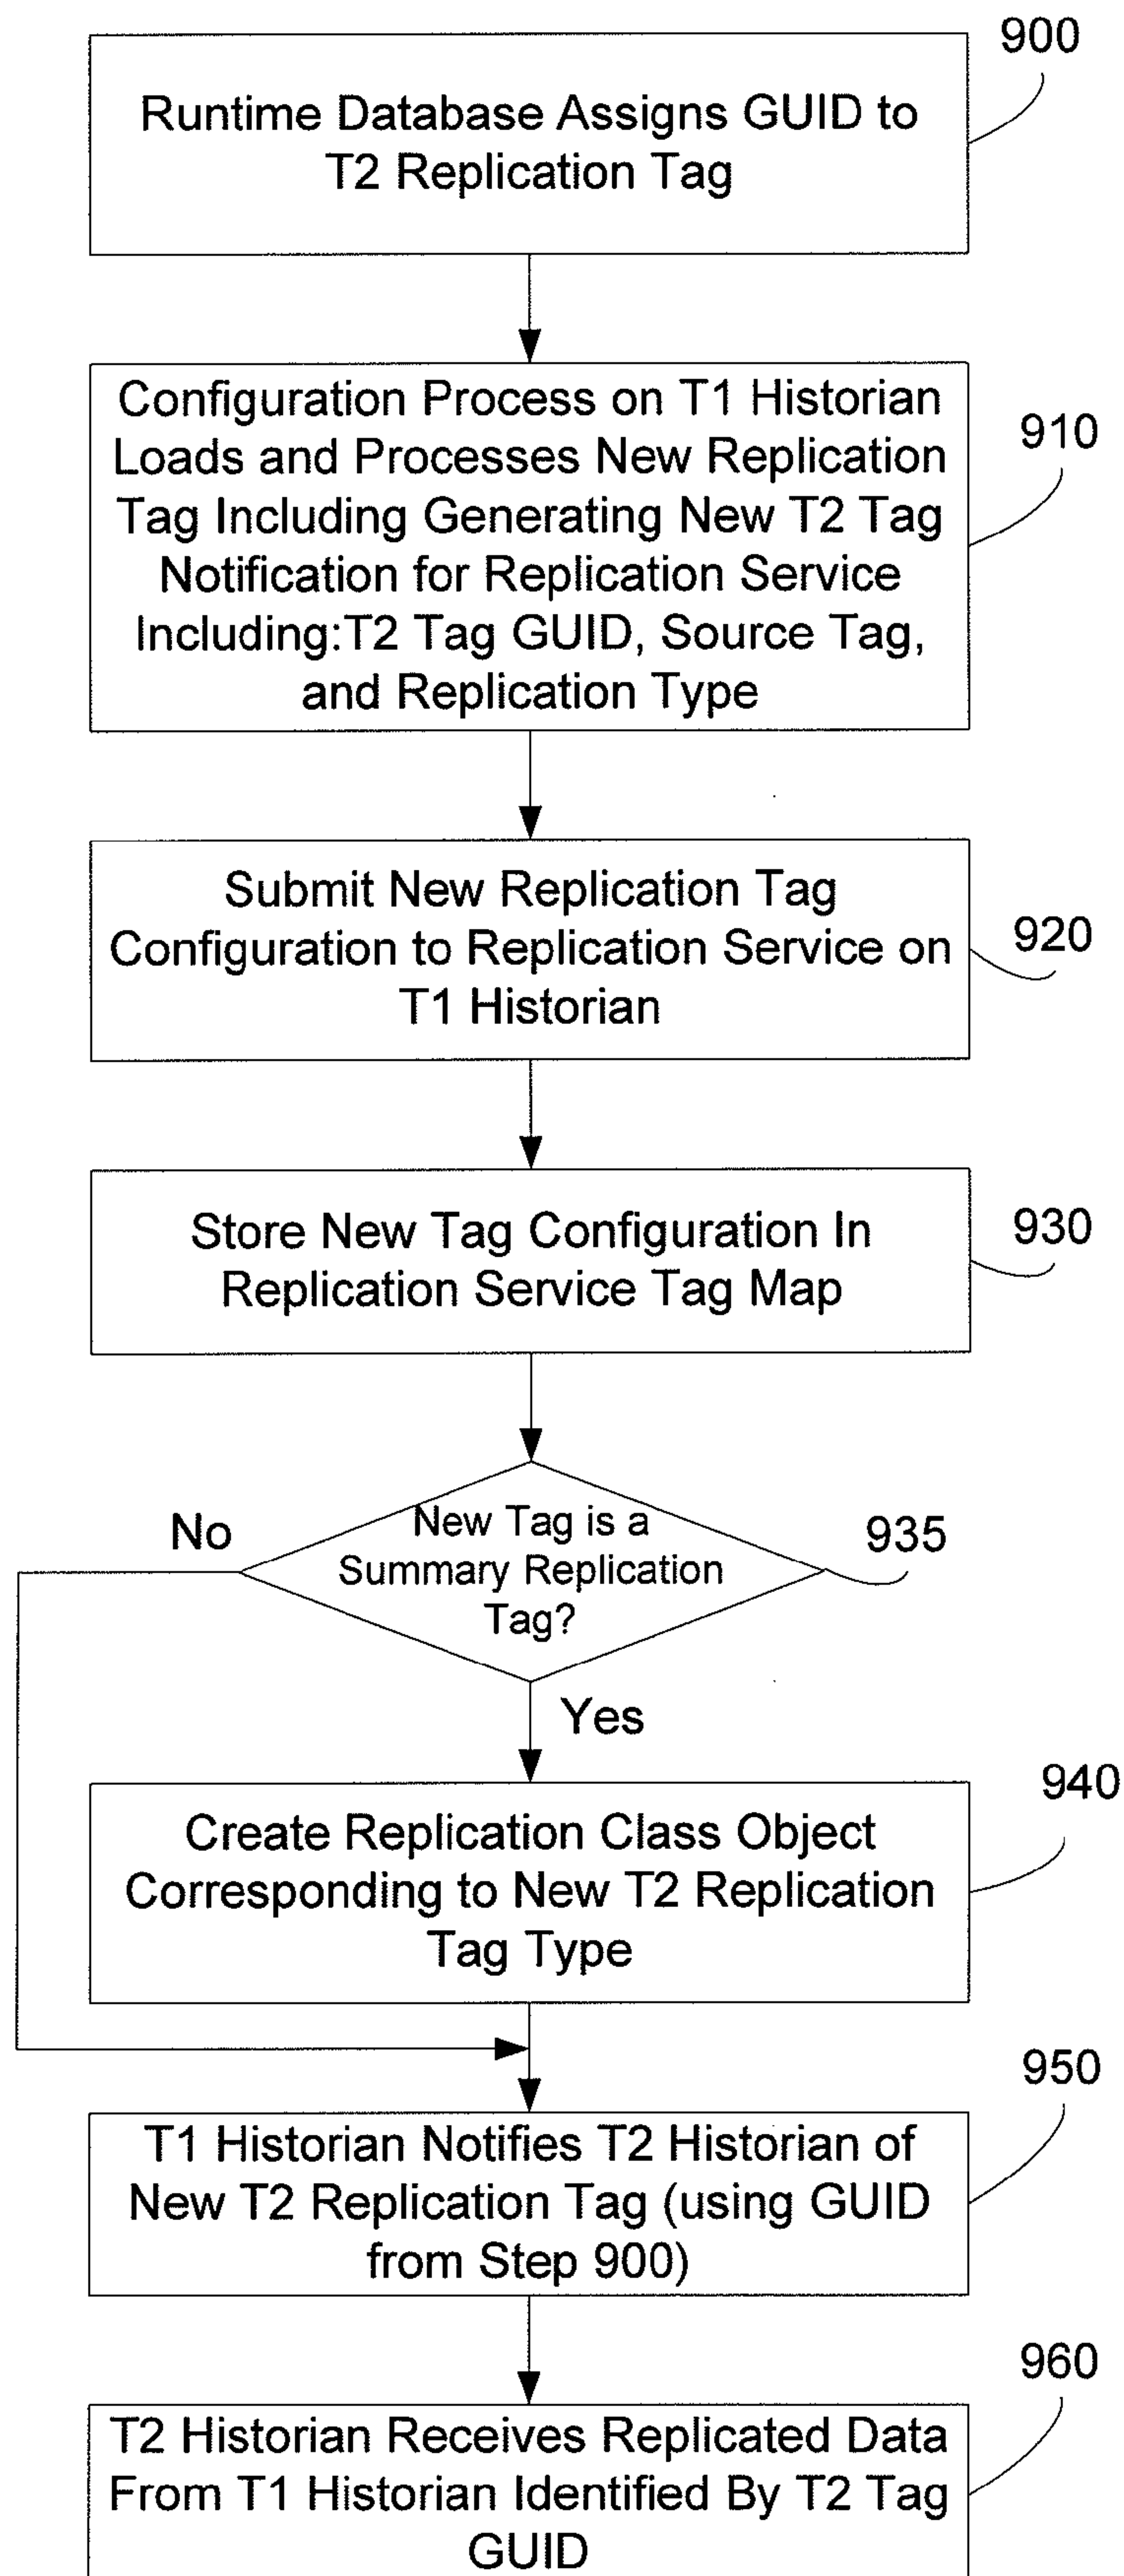 900
Runtime Database Assigns GUID to
T2 Replication Tag
Configuration Process on T1 Historian
Loads and Processes New Replication
Tag Including Generating New T2 Tag
Notification for Replication Service
Including:T2 Tag GUID, Source Tag,
and Replication Type
910
Submit New Replication Tag
Configuration to Replication Service on
T1 Historian
920
Store New Tag Configuration In
Replication Service Tag Map
930
No
New Tag is a
Summary Replication
Tag?
935
Yes
Create Replication Class Object
Corresponding to New T2 Replication
Tag Type
940
T1 Historian Notifies T2 Historian of
New T2 Replication Tag (using GUID
from Step 900)
950
T2 Historian Receives Replicated Data
From T1 Historian Identified By T2 Tag
GUID
960